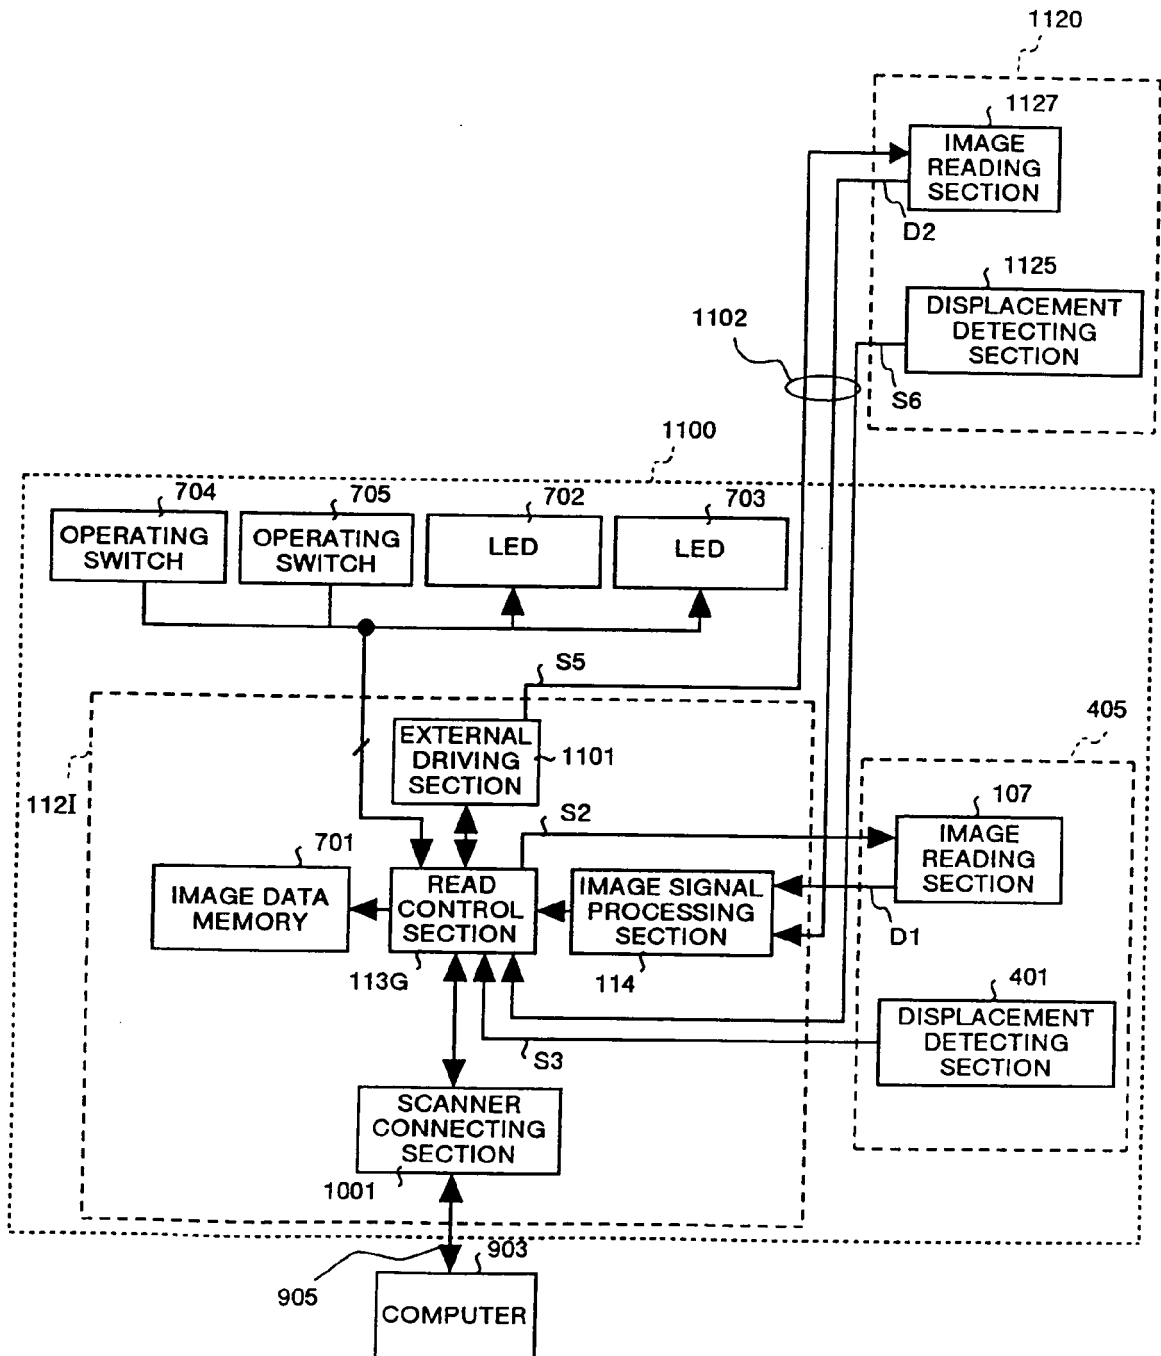 1120
1127
IMAGE
READING
SECTION
D2
1125
DISPLACEMENT
DETECTING
SECTION
S6
1102
1100
704
OPERATING
SWITCH
705
OPERATING
SWITCH
702
LED
703
LED
S5
112I
EXTERNAL
DRIVING
SECTION
1101
405
S2
107
IMAGE
READING
SECTION
D1
701
IMAGE DATA
MEMORY
READ
CONTROL
SECTION
113G
IMAGE SIGNAL
PROCESSING
SECTION
114
401
DISPLACEMENT
DETECTING
SECTION
S3
SCANNER
CONNECTING
SECTION
1001
903
905
COMPUTER